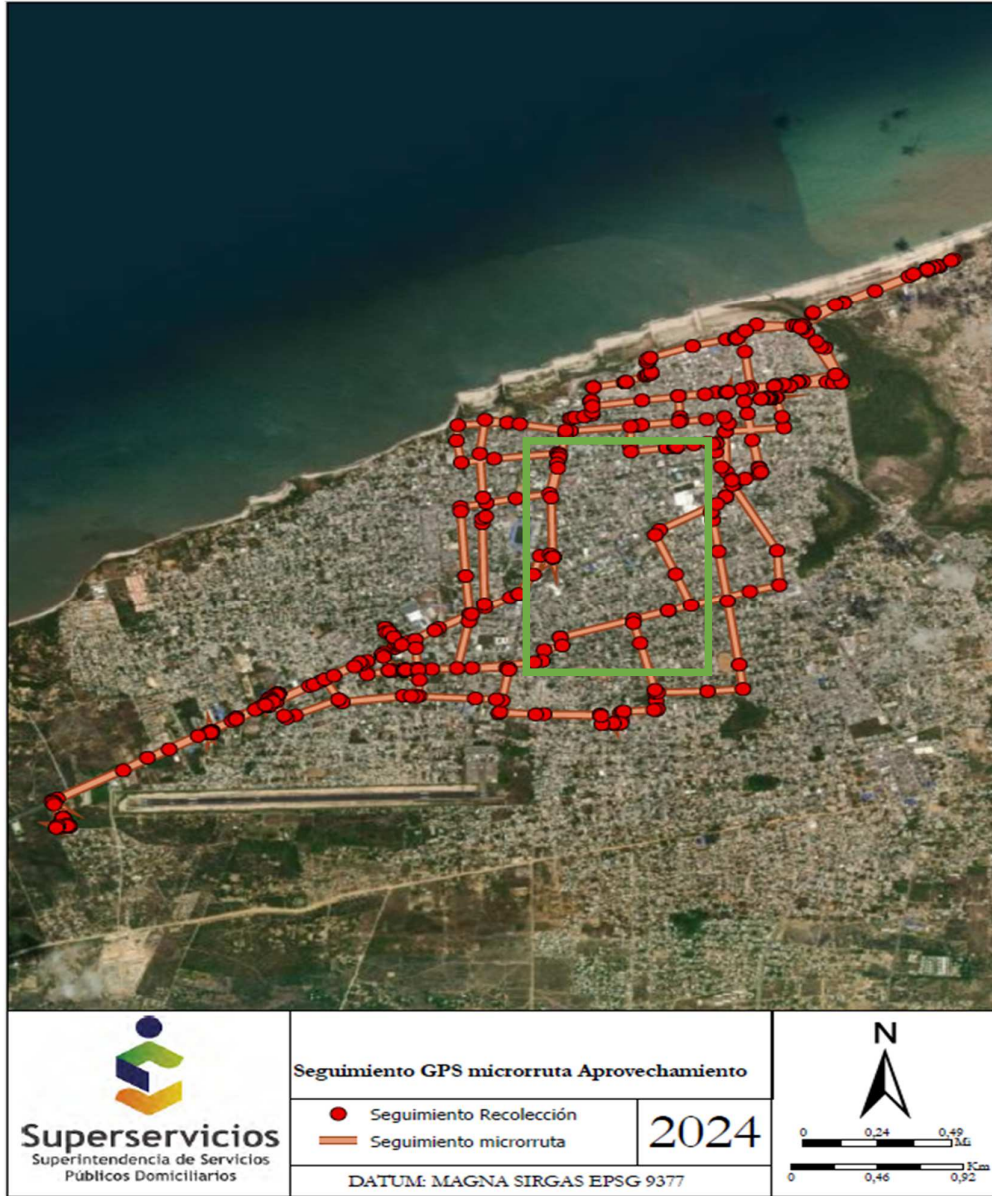 Superservicios
Superintendencia de Servicios
Públicos Domiciliarios
Seguimiento GPS microrruta Aprovechamiento
Seguimiento Recolección
Seguimiento microrruta
2024
DATUM: MAGNA SIRGAS EPSG 9377
N
0 0,24 0,49
Mi
Km
0 0,46 0,92